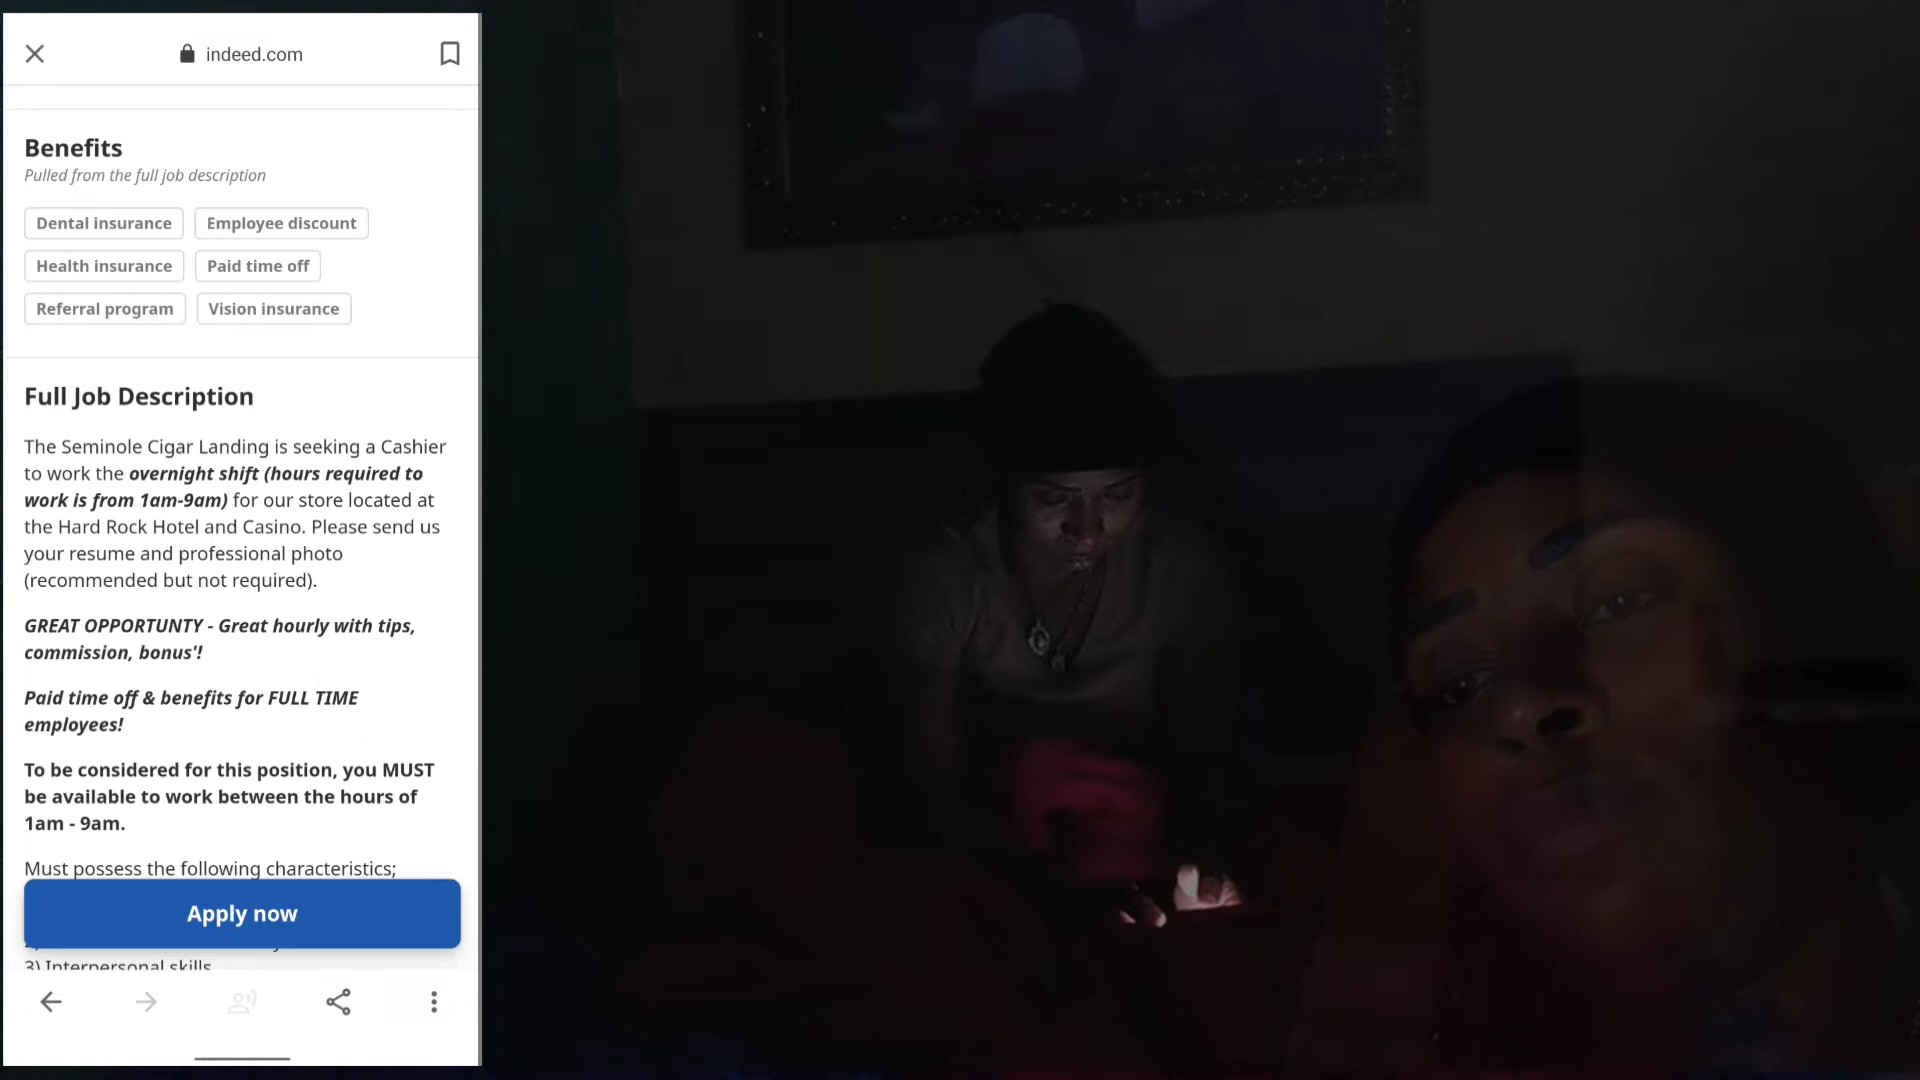 indeed.com
Benefits
Pulled from the full job description
Dental insurance
Employee discount
Health insurance
Paid time off
Referral program
Vision insurance
Full Job Description
The Seminole Cigar Landing is seeking a Cashier
to work the overnight shift (hours required to
work is from 1am-9am) for our store located at
the Hard Rock Hotel and Casino. Please send us
your resume and professional photo
(recommended but not required).
GREAT OPPORTUNTY - Great hourly with tips,
commission, bonus'!
Paid time off & benefits for FULL TIME
employees!
To be considered for this position, you MUST
be available to work between the hours of
1am - 9am.
Must possess the following characteristics;
Apply now
3) Interpersonal skills